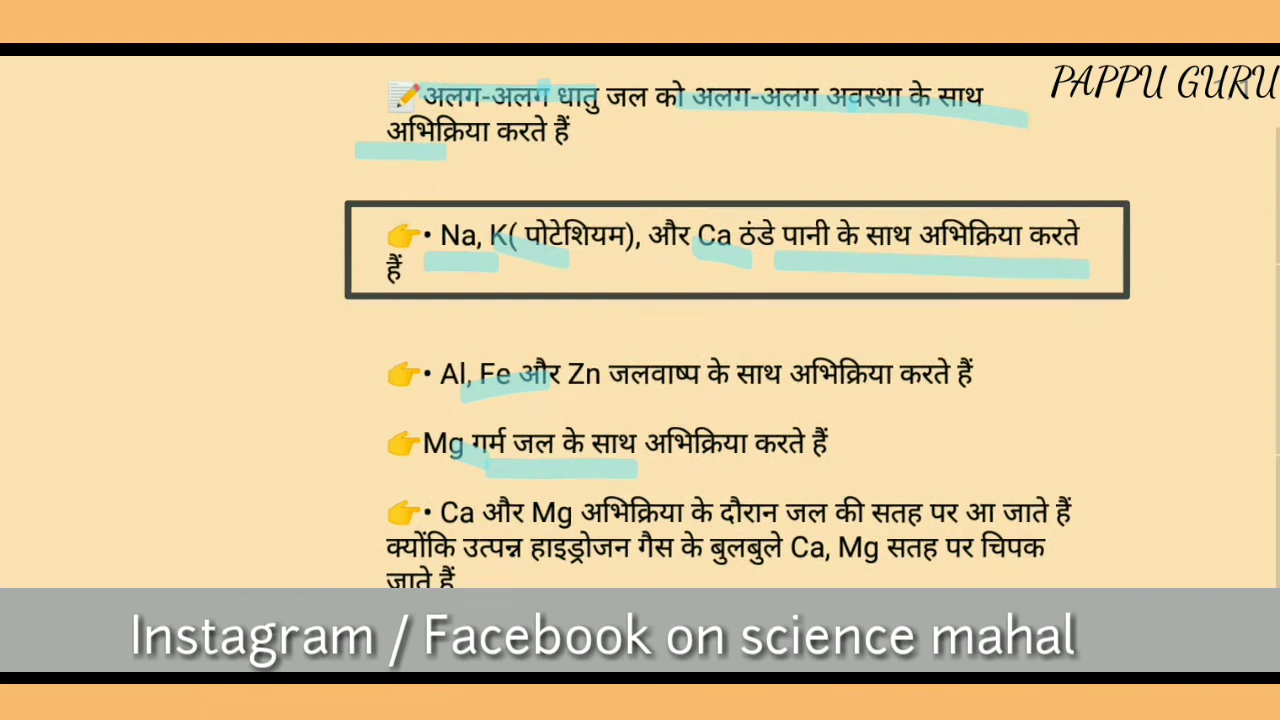 PAPPU GURU
📝अलग-अलग धातु जल को अलग-अलग अवस्था के साथ
अभिक्रिया करते हैं
👉• Na, K( पोटेशियम), और Ca ठंडे पानी के साथ अभिक्रिया करते
हैं
👉• Al, Fe और Zn जलवाष्प के साथ अभिक्रिया करते हैं
👉Mg गर्म जल के साथ अभिक्रिया करते हैं
👉• Ca और Mg अभिक्रिया के दौरान जल की सतह पर आ जाते हैं
क्योंकि उत्पन्न हाइड्रोजन गैस के बुलबुले Ca, Mg सतह पर चिपक
जाते हैं
Instagram / Facebook on science mahal